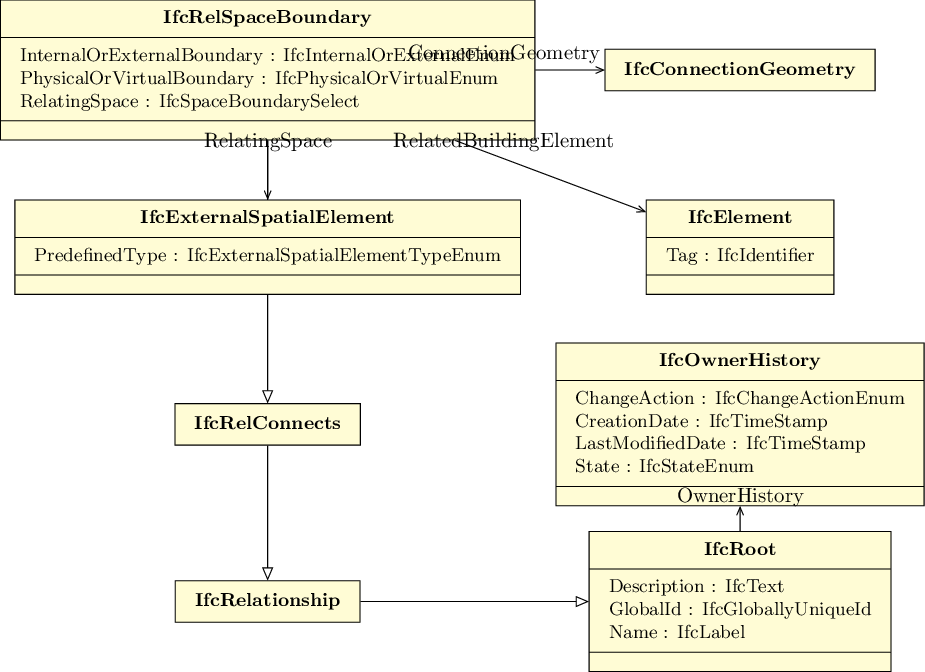 IfcRelSpaceBoundary
InternalOrExternalBoundary : IfcInternalOrExternalEnum
PhysicalOrVirtualBoundary : IfcPhysicalOrVirtualEnum
RelatingSpace : IfcSpaceBoundarySelect
ConnectionGeometry
IfcConnectionGeometry
RelatingSpace
RelatedBuildingElement
IfcExternalSpatialElement
PredefinedType : IfcExternalSpatialElementTypeEnum
IfcElement
Tag : IfcIdentifier
IfcOwnerHistory
ChangeAction : IfcChangeActionEnum
CreationDate : IfcTimeStamp
LastModifiedDate : IfcTimeStamp
State : IfcStateEnum
IfcRelConnects
OwnerHistory
IfcRoot
Description : IfcText
GlobalId : IfcGloballyUniqueId
Name : IfcLabel
IfcRelationship